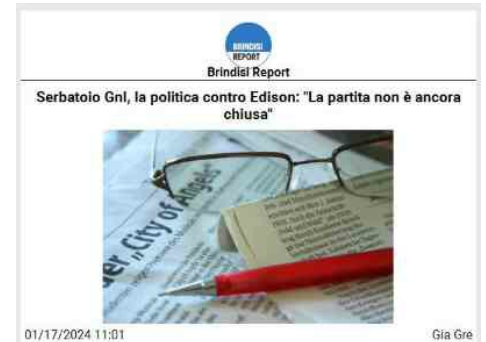 BRINDISI
REPORT
Brindisi Report
Serbatoio Gnl, la politica contro Edison: "La partita non è ancora
chiusa"
der „City of
Angels"
01/17/2024 11:01
Gia Gre